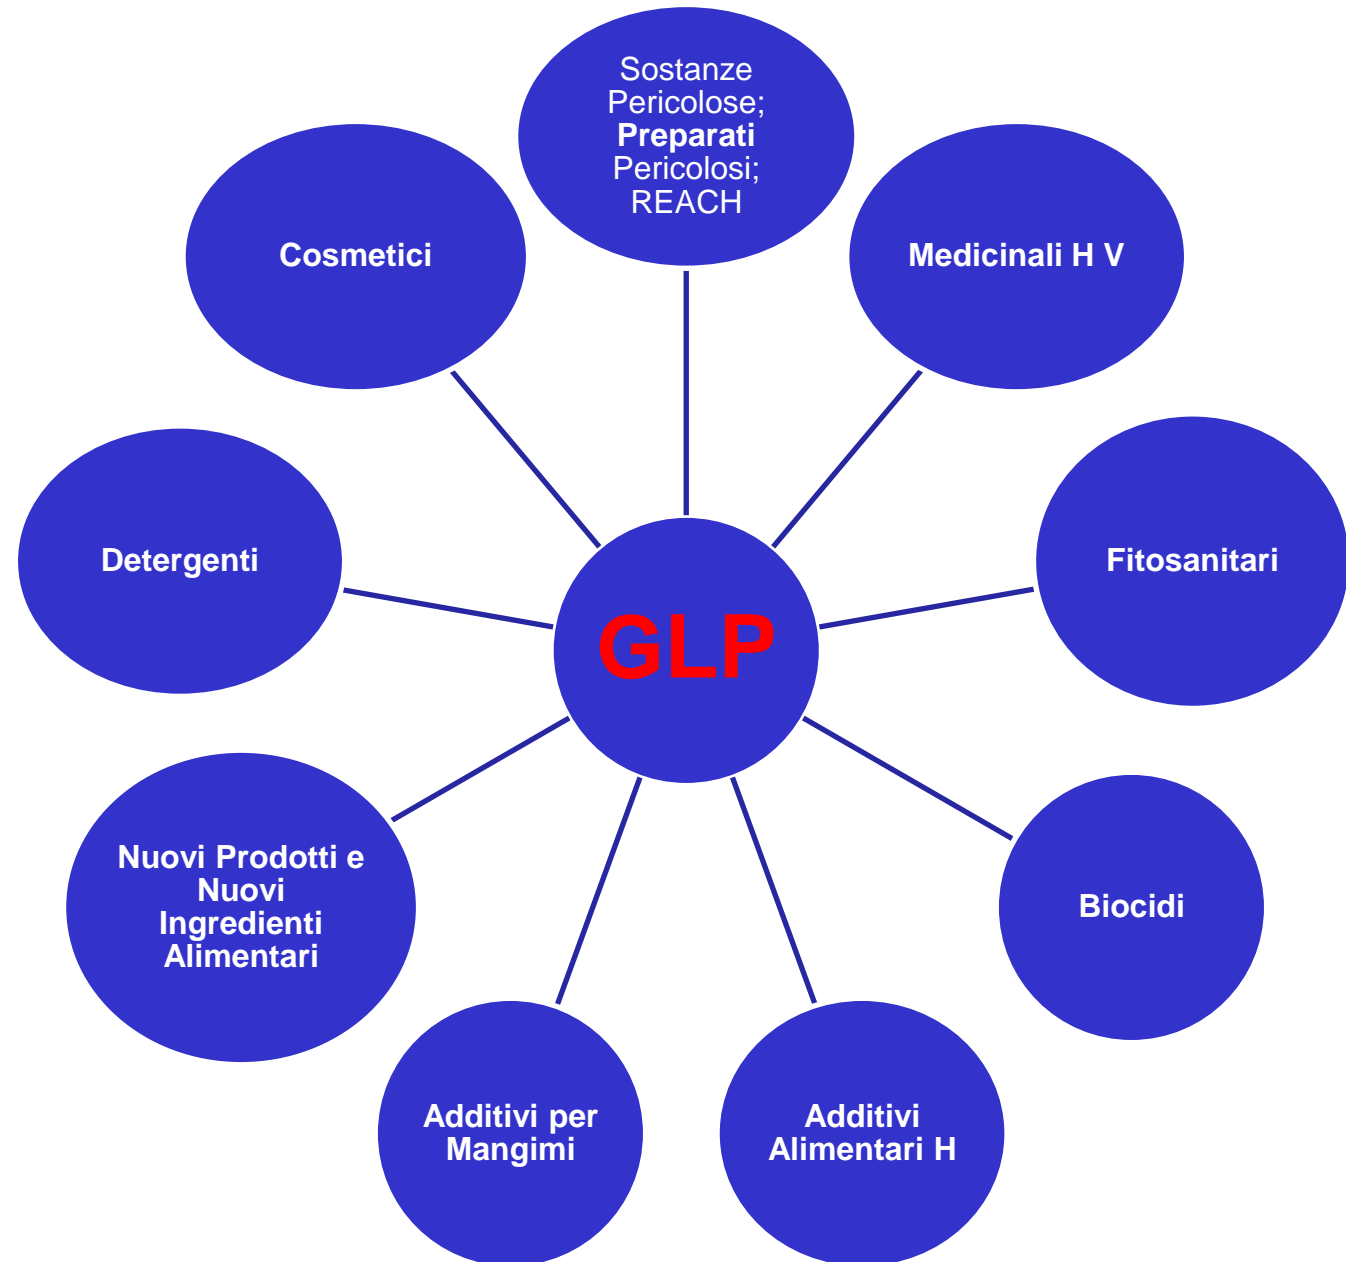 Sostanze
Pericolose;
Preparati
Pericolosi;
REACH
Cosmetici
Medicinali H V
Detergenti
Fitosanitari
GLP
Nuovi Prodotti e
Nuovi
Ingredienti
Alimentari
Biocidi
Additivi per
Mangimi
Additivi
Alimentari H